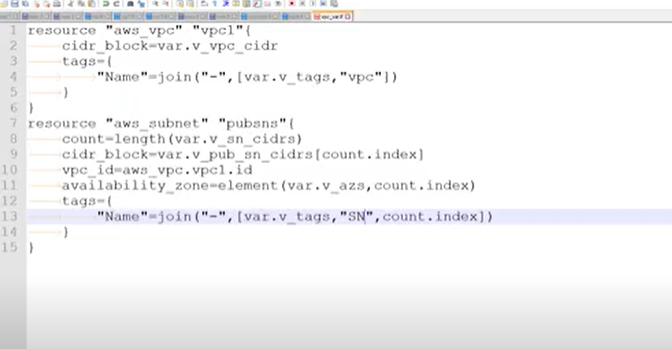 1 resource "aws_vpc" "vpc1"{
2 cidr_block=var.v_vpc_cidr
3 tags={
4 "Name"=join("-",[var.v_tags,"vpc"])
5 }
6 }
7 resource "aws_subnet" "pubsns"{
8 count=length(var.v_sn_cidrs)
9 cidr_block=var.v_pub_sn_cidrs[count.index]
10 vpc_id=aws_vpc.vpc1.id
11 availability_zone=element(var.v_azs,count.index)
12 tags={
13 "Name"=join("-",[var.v_tags,"SN",count.index])
14 }
15 }